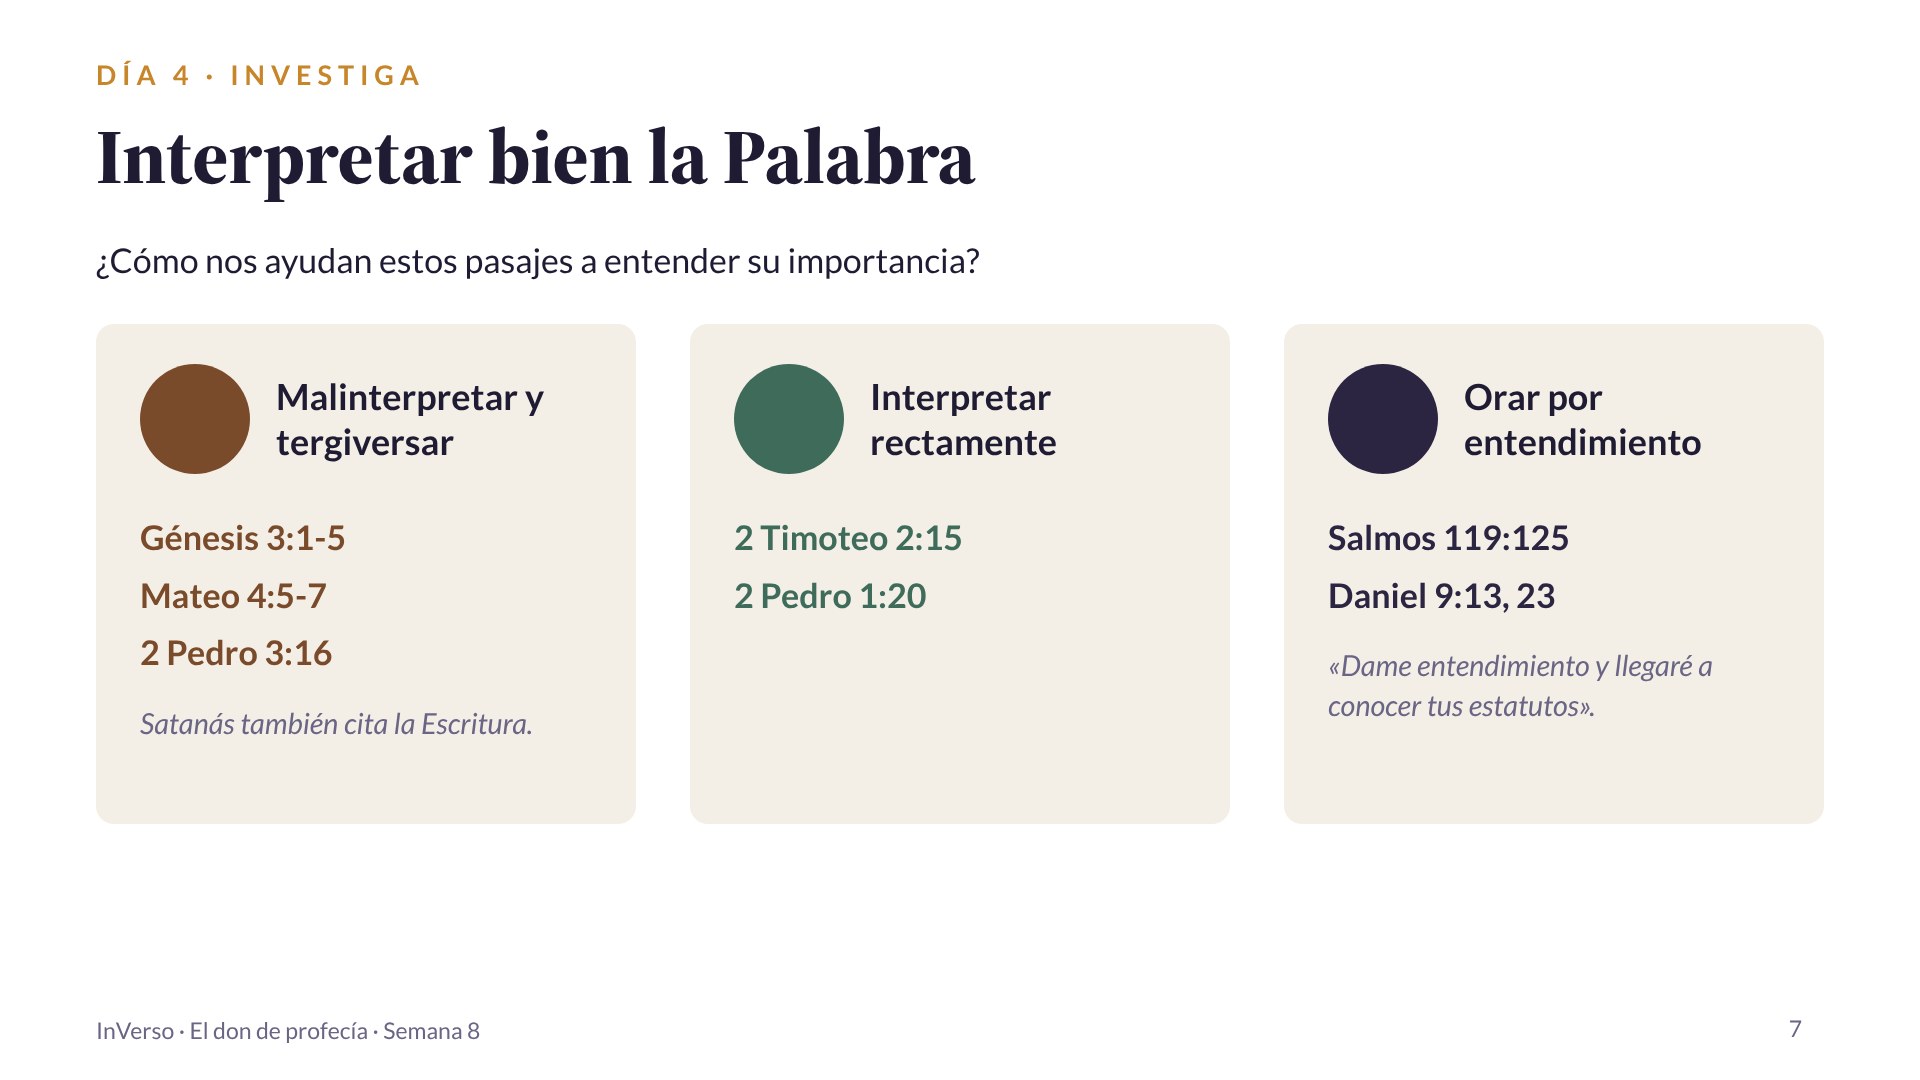 DÍA 4 · INVESTIGA
Interpretar bien la Palabra
¿Cómo nos ayudan estos pasajes a entender su importancia?
Malinterpretar y
tergiversar
Génesis 3:1-5
Mateo 4:5-7
2 Pedro 3:16
Satanás también cita la Escritura.
Interpretar
rectamente
2 Timoteo 2:15
2 Pedro 1:20
Orar por
entendimiento
Salmos 119:125
Daniel 9:13, 23
«Dame entendimiento y llegaré a
conocer tus estatutos».
InVerso · El don de profecía · Semana 8
7